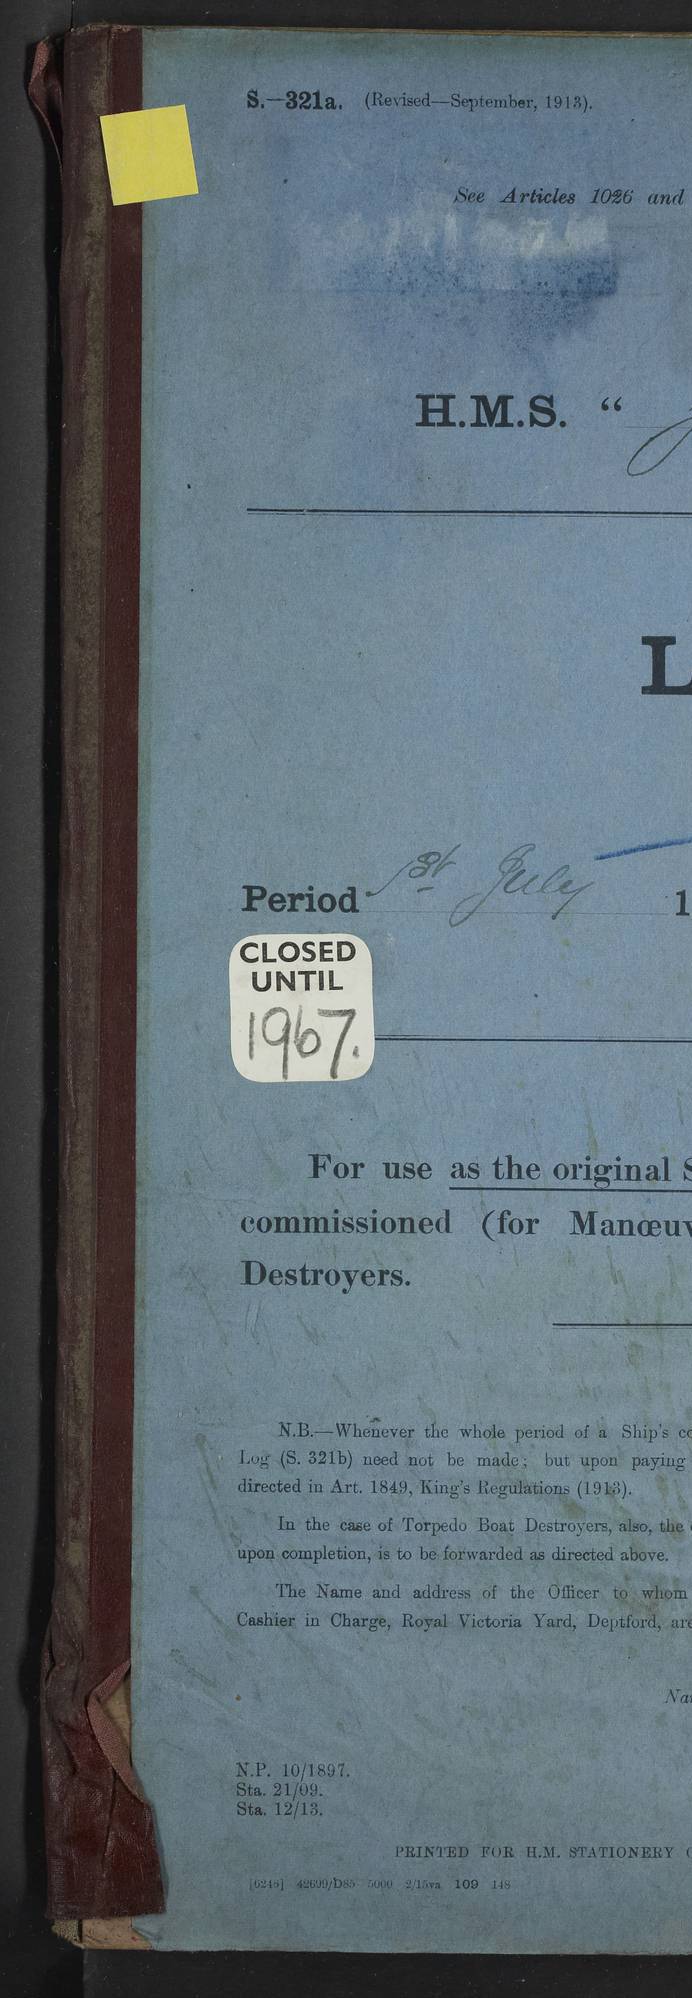 S.—321a. (Revised—September, 1913).
See Articles 1026 and
H.M.S. "
L
Period 1st July 1
CLOSED
UNTIL
1967.
For use as the original S
commissioned (for Manœuv
Destroyers.
N.B.—Whenever the whole period of a Ship's co
Log (S. 321b) need not be made; but upon paying
directed in Art. 1849, King's Regulations (1913).
In the case of Torpedo Boat Destroyers, also, the
upon completion, is to be forwarded as directed above.
The Name and address of the Officer to whom
Cashier in Charge, Royal Victoria Yard, Deptford, are
Na
N.P. 10/1897.
Sta. 21/09.
Sta. 12/13.
PRINTED FOR H.M. STATIONERY
[6246] 42699/D85 5000 2/15 109 148